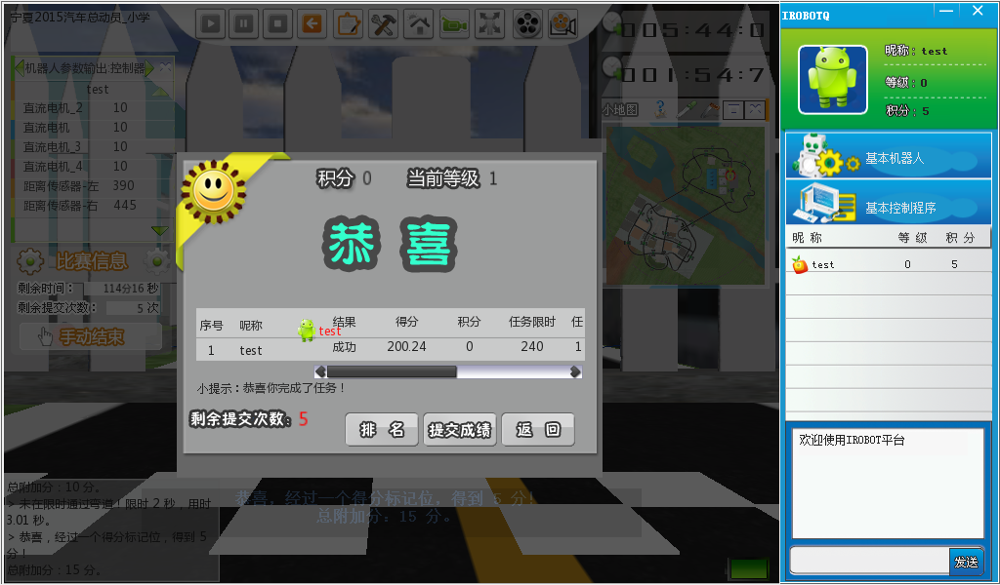 宁夏2015汽车总动员_小学
005:44:0
001:54:7
机器人参数输出:控制器
test
直流电机_2 10
直流电机 10
直流电机_3 10
直流电机_4 10
距离传感器-左 390
距离传感器-右 445
比赛信息
剩余时间： 114分16 秒
剩余提交次数： 5 次
手动结束
小地图
积分 0 当前等级 1
恭 喜
序号 昵称 结果 得分 积分 任务限时 任
test
1 test 成功 200.24 0 240 1
小提示：恭喜你完成了任务！
剩余提交次数： 5
排 名
提交成绩
返 回
总附加分：10 分。
> 未在限时通过弯道！限时 2 秒，用时
3.01 秒。
> 恭喜，经过一个得分标记位，得到 5
分！
总附加分：15 分。
恭喜，经过一个得分标记位，得到 5 分！
总附加分：15 分。
IROBOTQ
昵称：test
等级：0
积分：5
基本机器人
基本控制程序
昵 称 等 级 积 分
test 0 5
欢迎使用IROBOT平台
发送